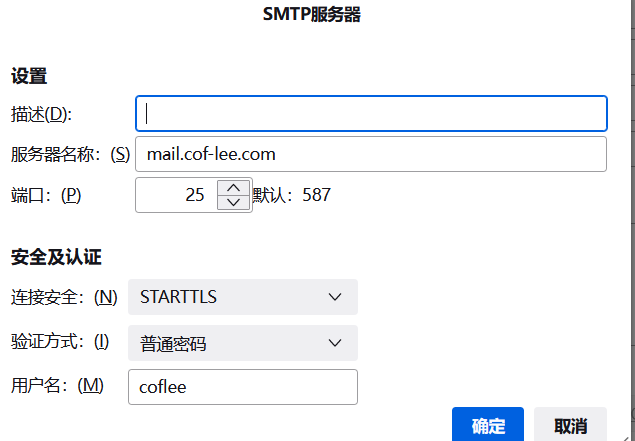 SMTP服务器
设置
描述(D):
服务器名称：(S) mail.cof-lee.com
端口：(P) 25 默认：587
安全及认证
连接安全：(N) STARTTLS
验证方式：(I) 普通密码
用户名：(M) coflee
确定 取消